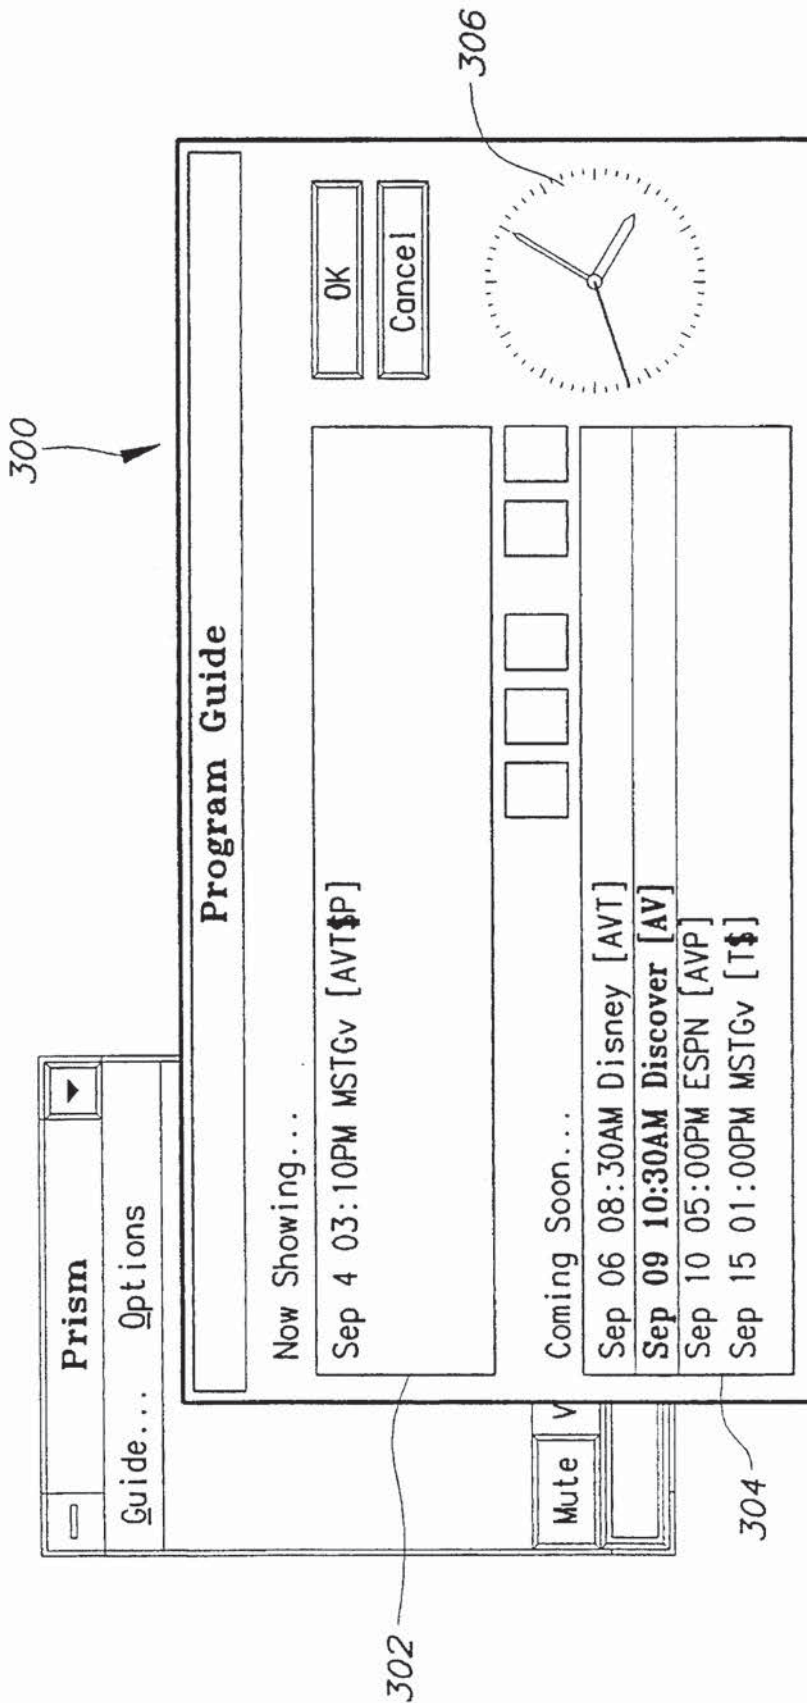 300
Prism
Guide... Options
Program Guide
Now Showing...
Sep 4 03:10PM MSTGv [AVT$P]
OK
Cancel
302
306
Mute V
Coming Soon...
Sep 06 08:30AM Disney [AVT]
Sep 09 10:30AM Discover [AV]
Sep 10 05:00PM ESPN [AVP]
Sep 15 01:00PM MSTGv [T$]
304